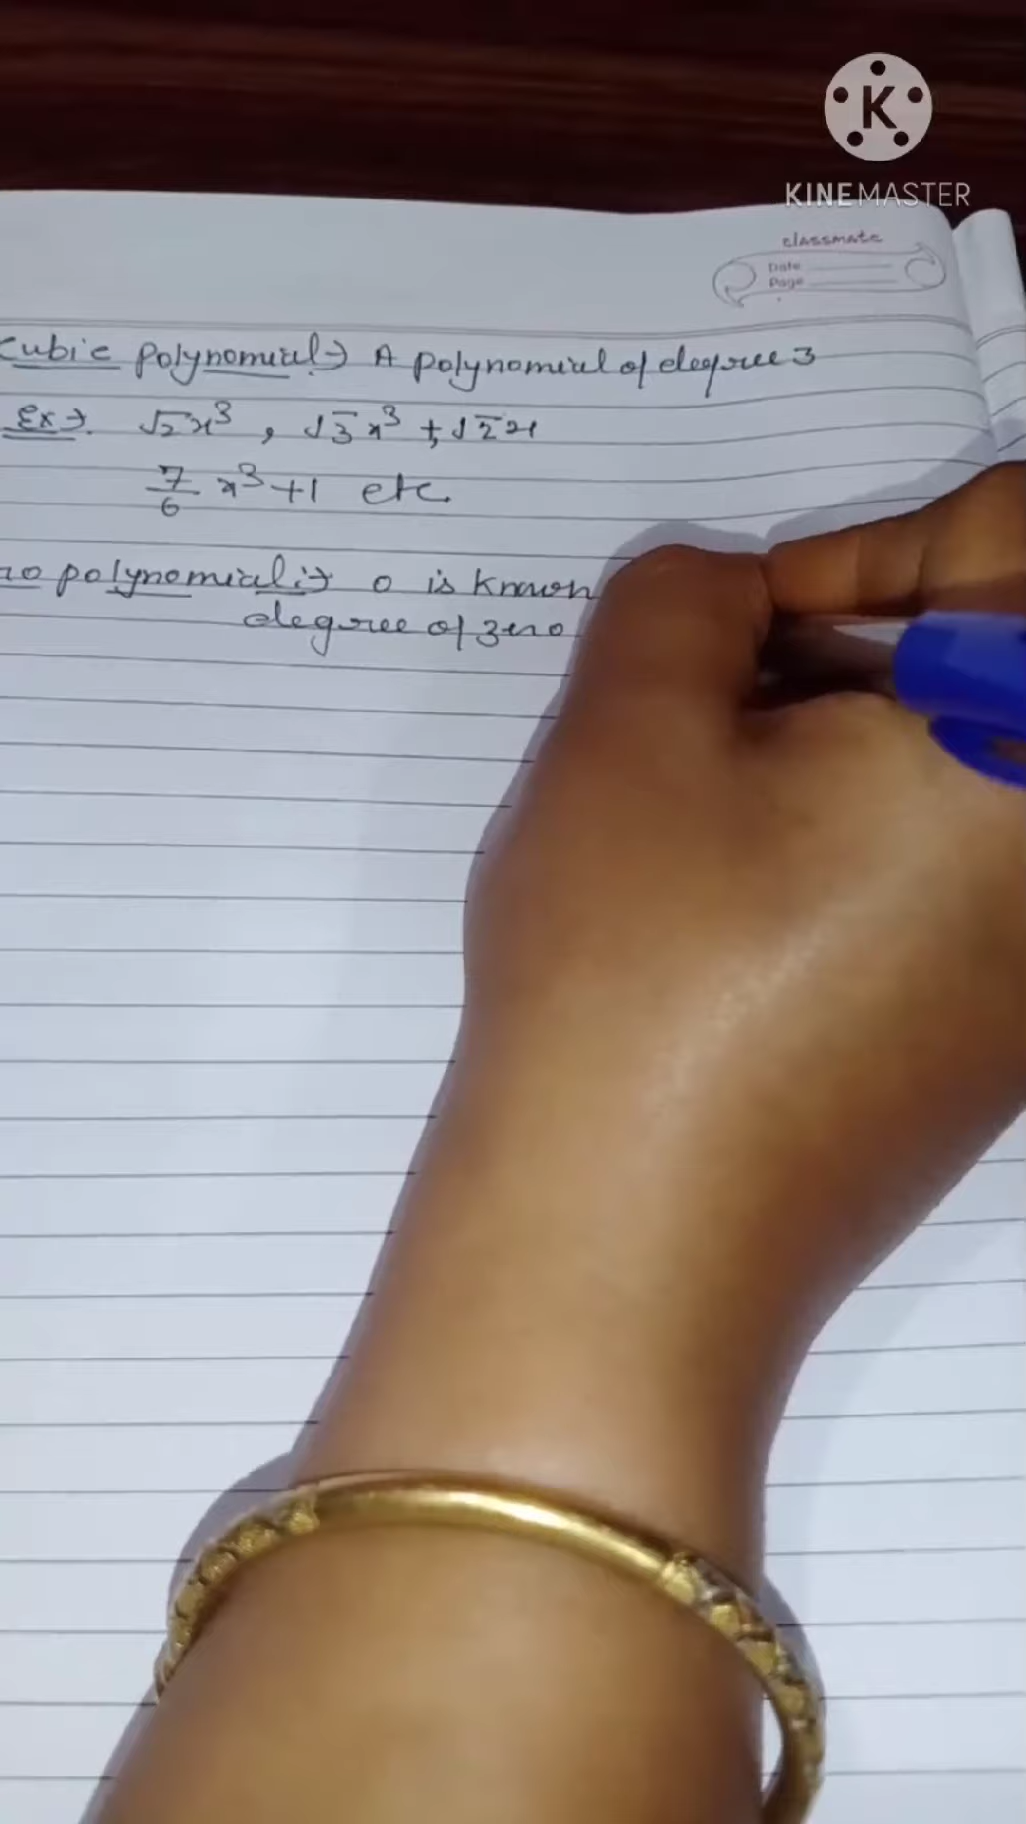 KINEMASTER
classmate
Date
Page
Cubic polynomial → A polynomial of degree 3
Ex →. √2x³, √3x³ + √2x
7/6 x³ + 1 etc.
ro polynomial :→ 0 is known
degree of zero